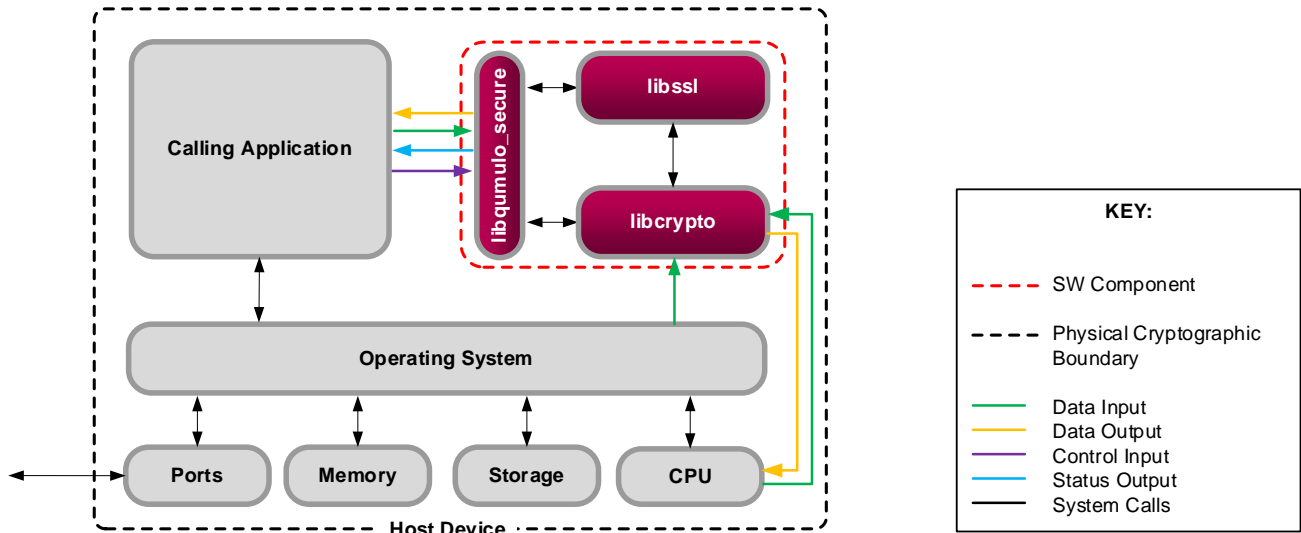 Calling Application
libqumulo_secure
libssl
libcrypto
Operating System
Ports
Memory
Storage
CPU
Host Device
KEY:
SW Component
Physical Cryptographic
Boundary
Data Input
Data Output
Control Input
Status Output
System Calls